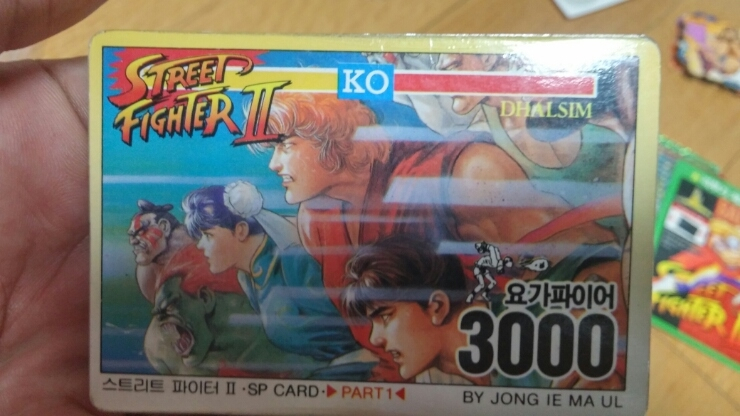 STREET
FIGHTER II
KO
DHALSIM
요가파이어
3000
스트리트 파이터 II · SP CARD · ▶ PART1 ◀
BY JONG IE MA UL
FIGHTER